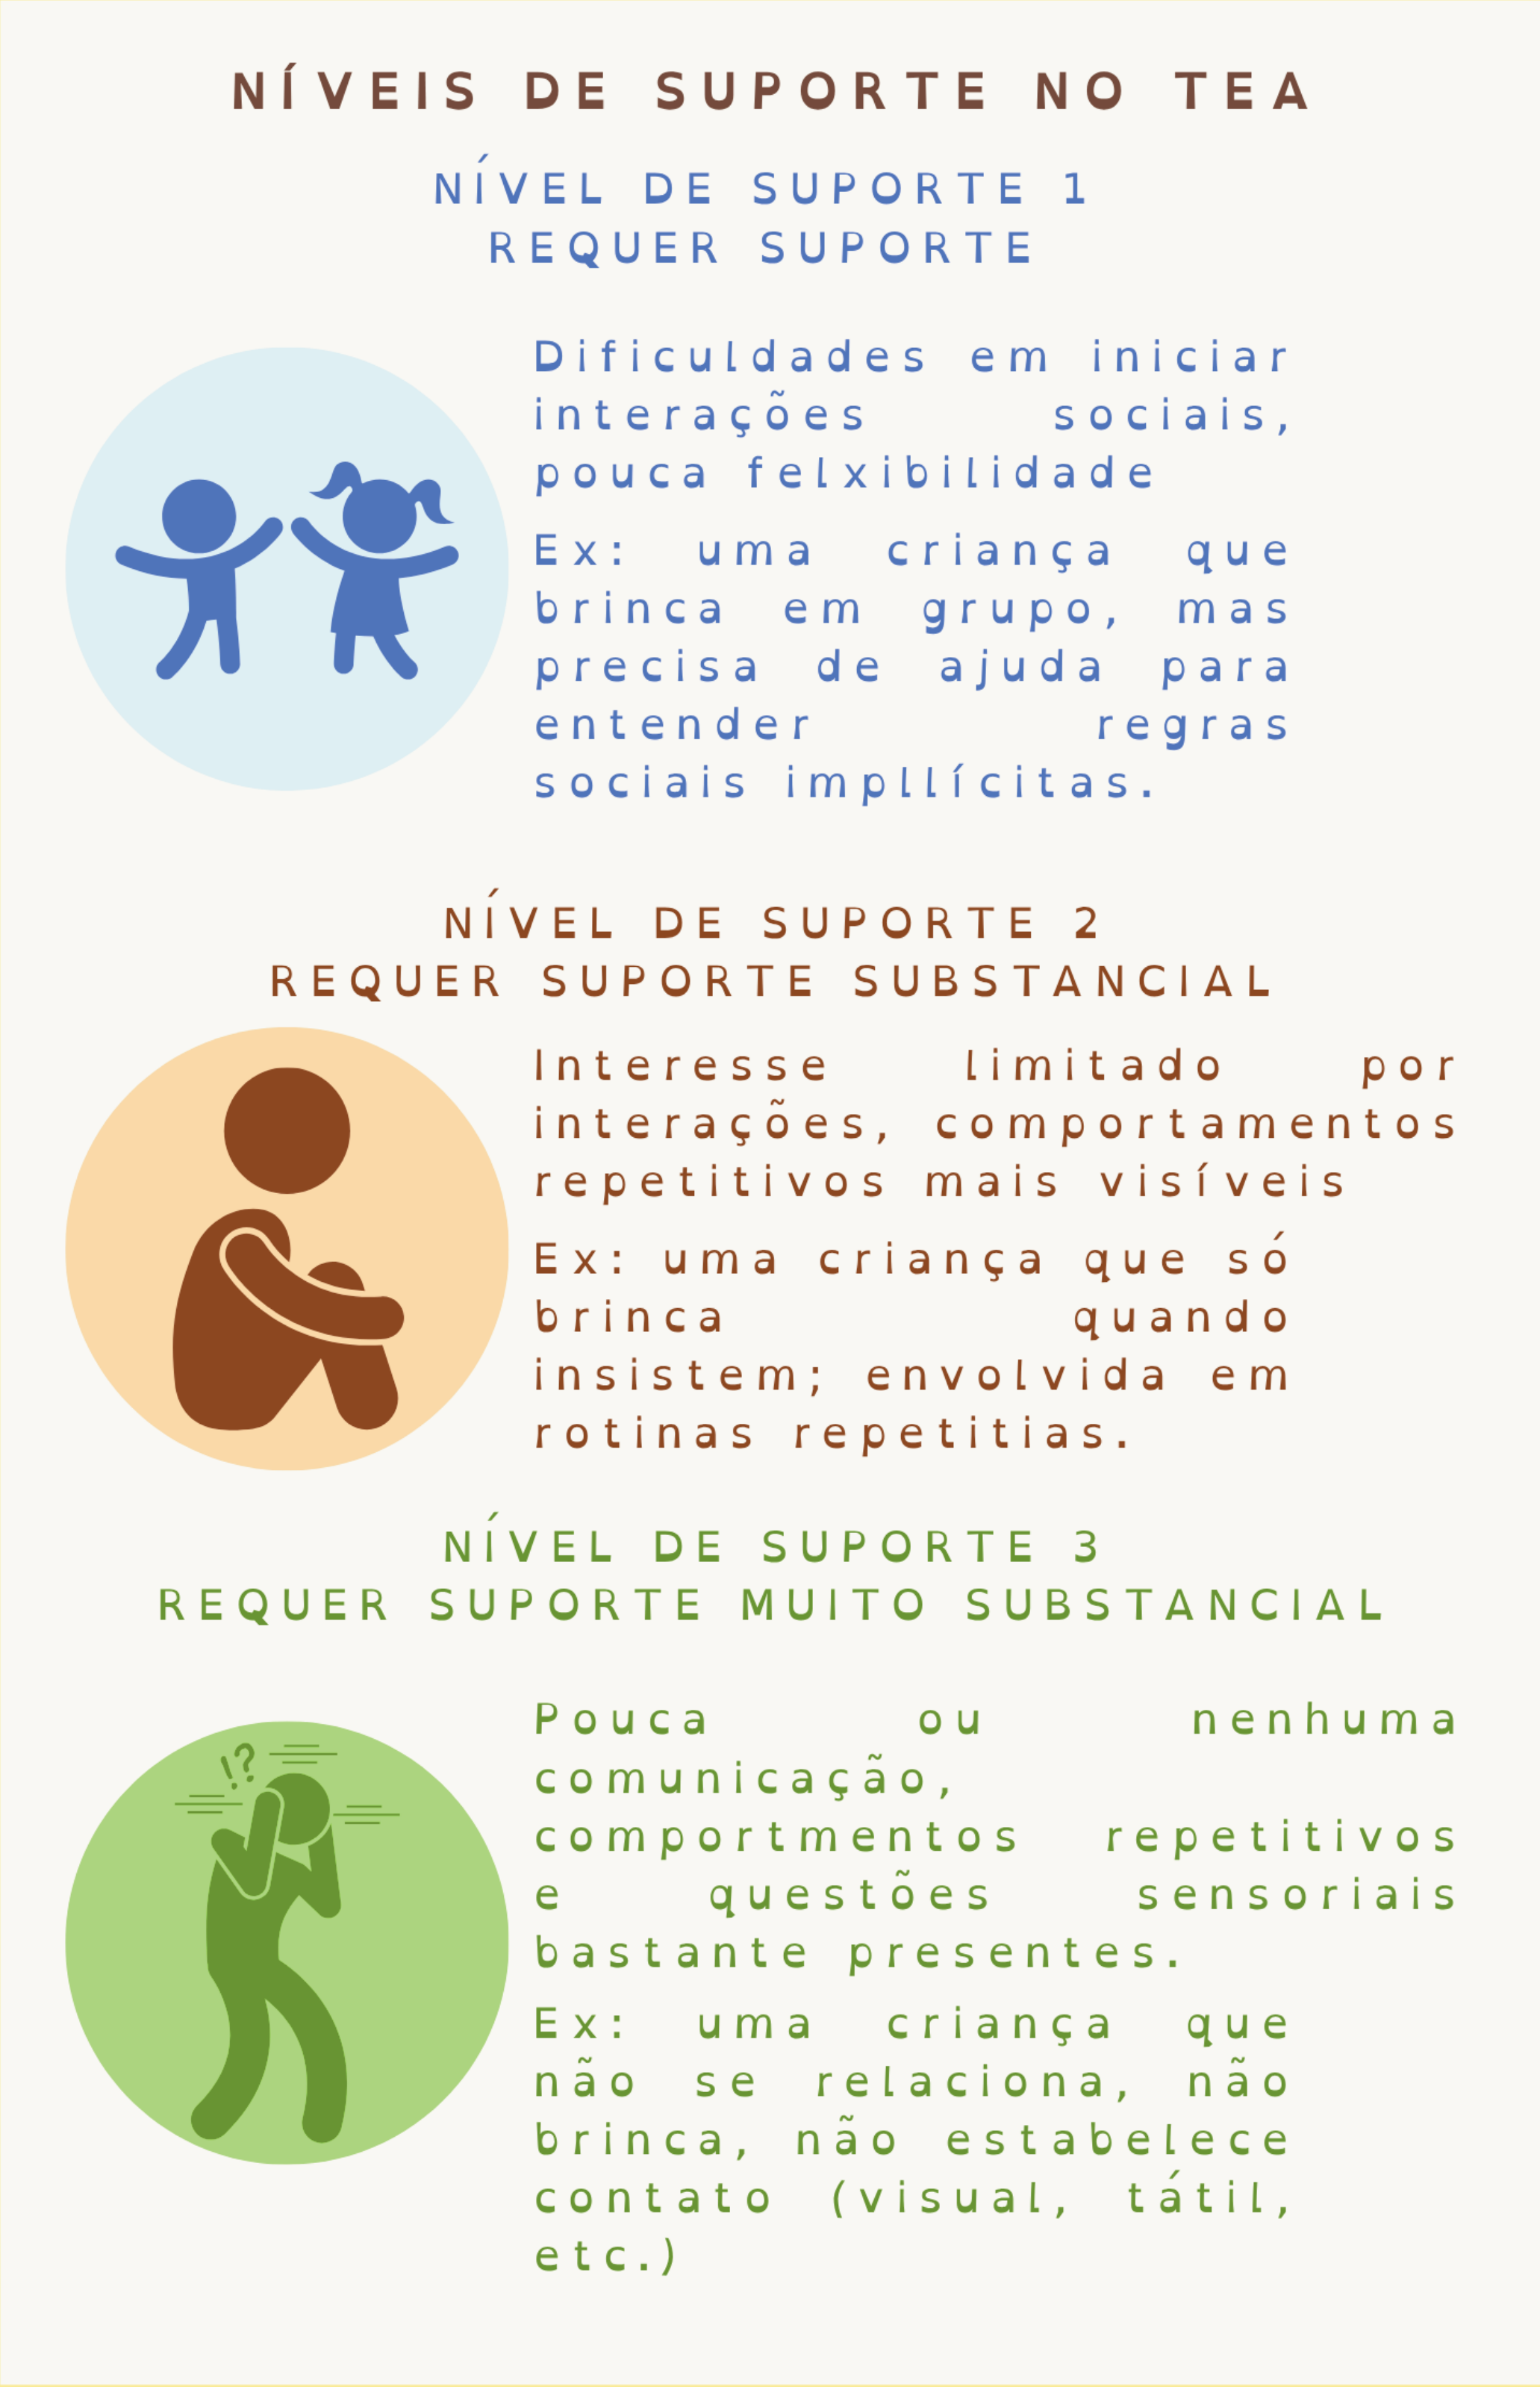 NÍVEIS DE SUPORTE NO TEA
NÍVEL DE SUPORTE 1
REQUER SUPORTE
Dificuldades em iniciar
interações sociais,
pouca felxibilidade
Ex: uma criança que
brinca em grupo, mas
precisa de ajuda para
entender regras
sociais impllícitas.
NÍVEL DE SUPORTE 2
REQUER SUPORTE SUBSTANCIAL
Interesse limitado por
interações, comportamentos
repetitivos mais visíveis
Ex: uma criança que só
brinca quando
insistem; envolvida em
rotinas repetitias.
NÍVEL DE SUPORTE 3
REQUER SUPORTE MUITO SUBSTANCIAL
!?
Pouca ou nenhuma
comunicação,
comportmentos repetitivos
e questões sensoriais
bastante presentes.
Ex: uma criança que
não se relaciona, não
brinca, não estabelece
contato (visual, tátil,
etc.)